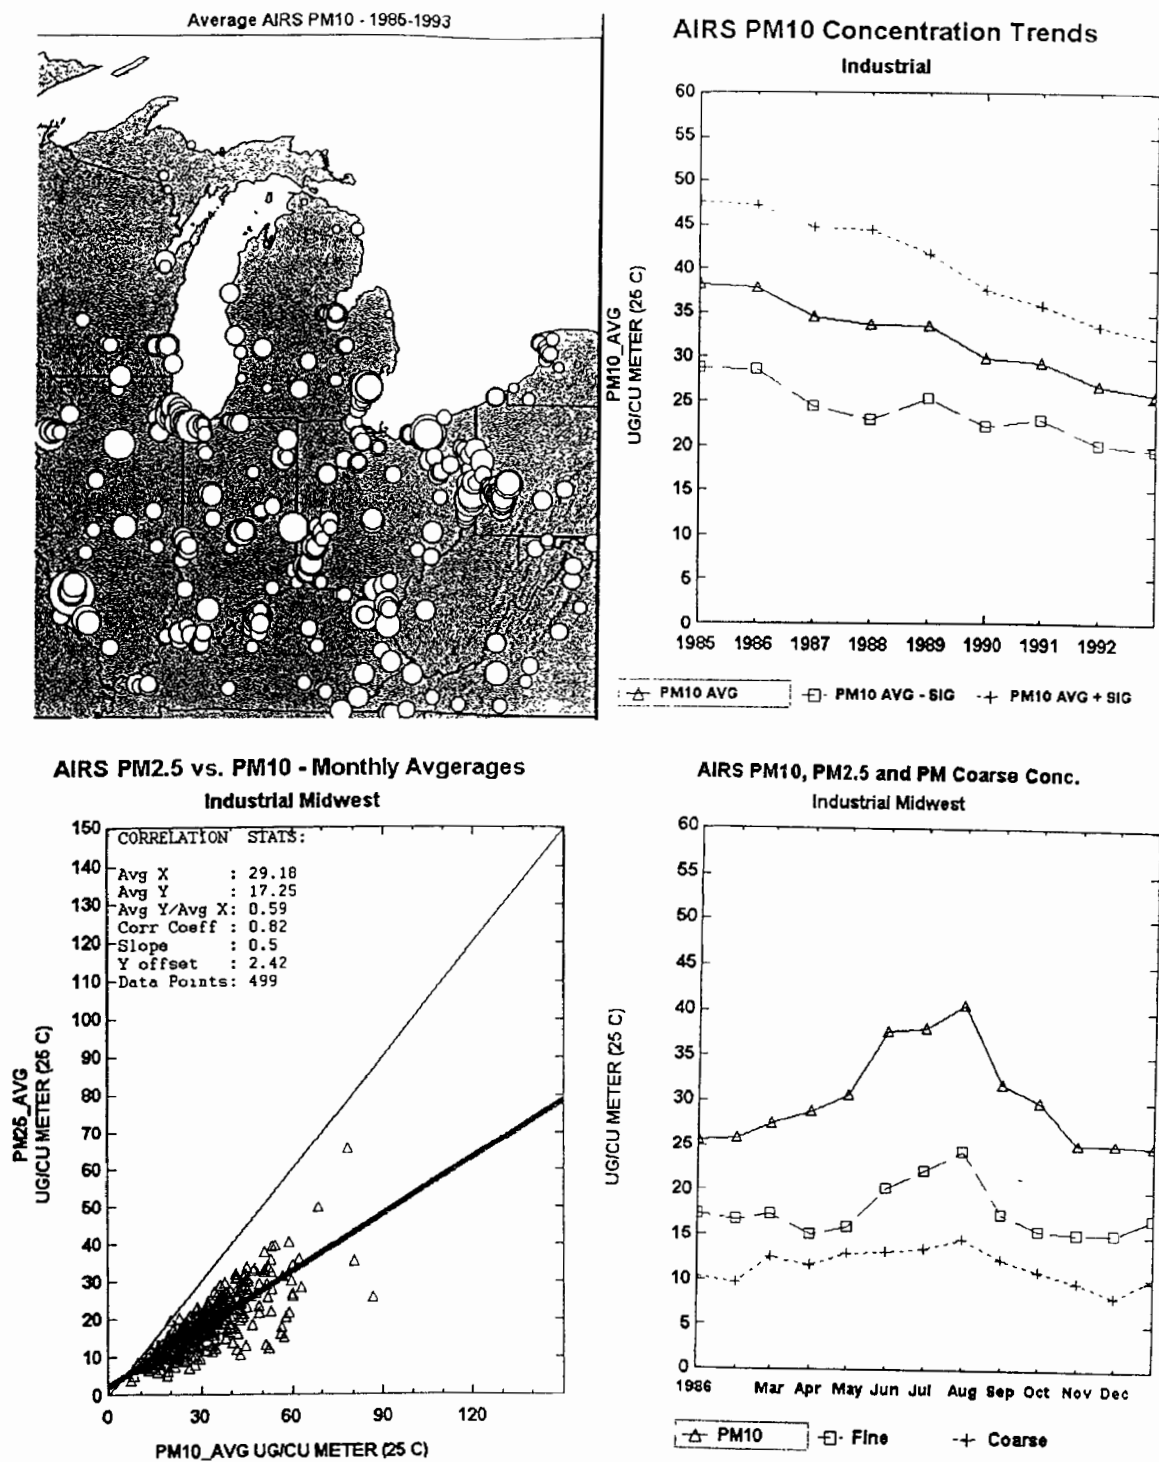 Average AIRS PM10 - 1985-1993
AIRS PM10 Concentration Trends
Industrial
60
55
50
45
40
35
30
25
20
15
10
5
0
PM10_AVG
UG/CU METER (25 C)
1985 1986 1987 1988 1989 1990 1991 1992
PM10 AVG PM10 AVG - SIG PM10 AVG + SIG
AIRS PM2.5 vs. PM10 - Monthly Avgerages
Industrial Midwest
150
140
130
120
110
100
90
80
70
60
50
40
30
20
10
0
PM25_AVG
UG/CU METER (25 C)
CORRELATION STATS:
Avg X : 29.18
Avg Y : 17.25
Avg Y/Avg X: 0.59
Corr Coeff : 0.82
Slope : 0.5
Y offset : 2.42
Data Points: 499
0 30 60 90 120
PM10_AVG UG/CU METER (25 C)
AIRS PM10, PM2.5 and PM Coarse Conc.
Industrial Midwest
60
55
50
45
40
35
30
25
20
15
10
5
0
UG/CU METER (25 C)
1986 Mar Apr May Jun Jul Aug Sep Oct Nov Dec
PM10 Fine Coarse